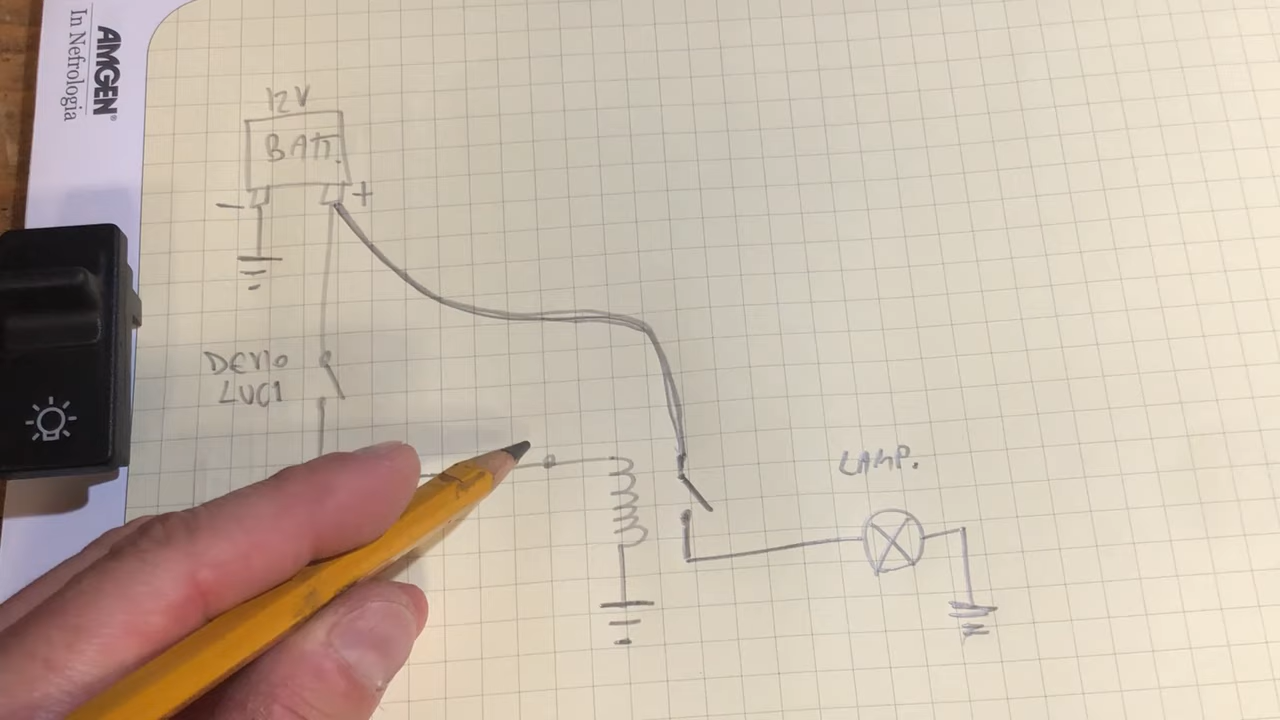 AMGEN®
In Nefrologia
12V
BATT.
- +
DEVIO
LUCI
LAMP.